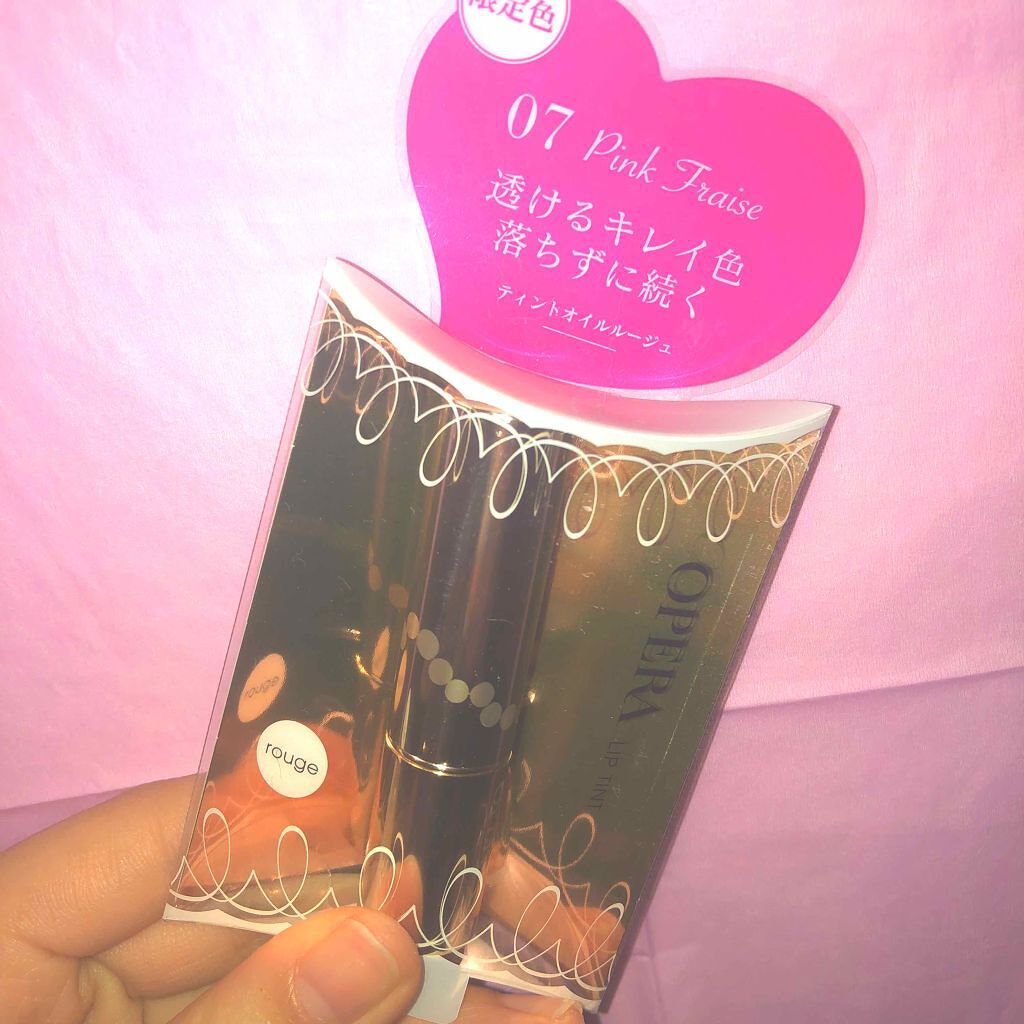 限定色
07 Pink Fraise
透けるキレイ色
落ちずに続く
ティントオイルルージュ
OPERA LIP TINT
rouge
rouge